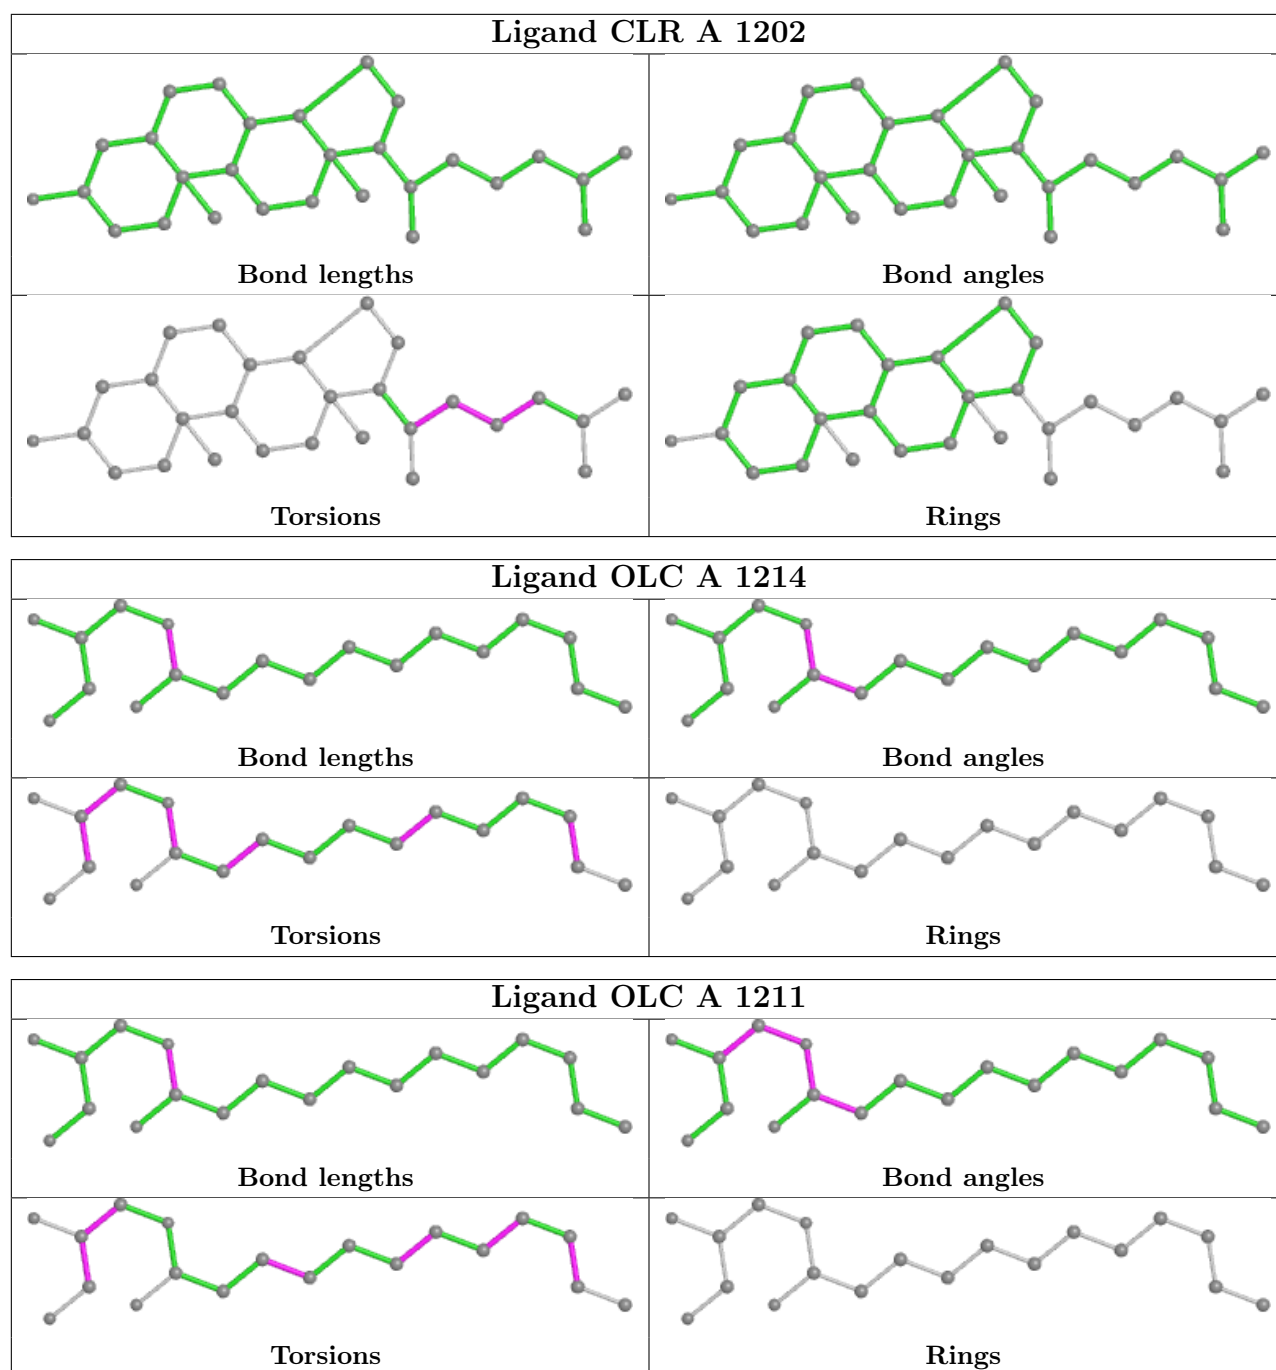 Ligand CLR A 1202
Bond lengths
Bond angles
Torsions
Rings
Ligand OLC A 1214
Bond lengths
Bond angles
Torsions
Rings
Ligand OLC A 1211
Bond lengths
Bond angles
Torsions
Rings